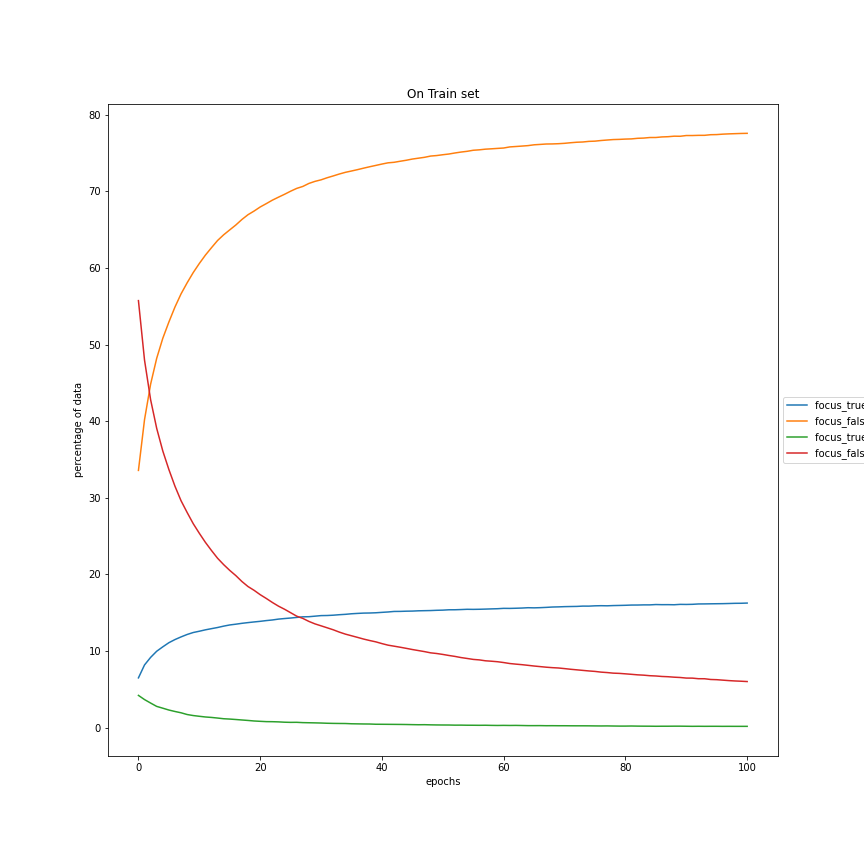 On Train set
80
70
60
50
40
30
20
10
0
percentage of data
0 20 40 60 80 100
epochs
focus_true
focus_fals
focus_true
focus_fals